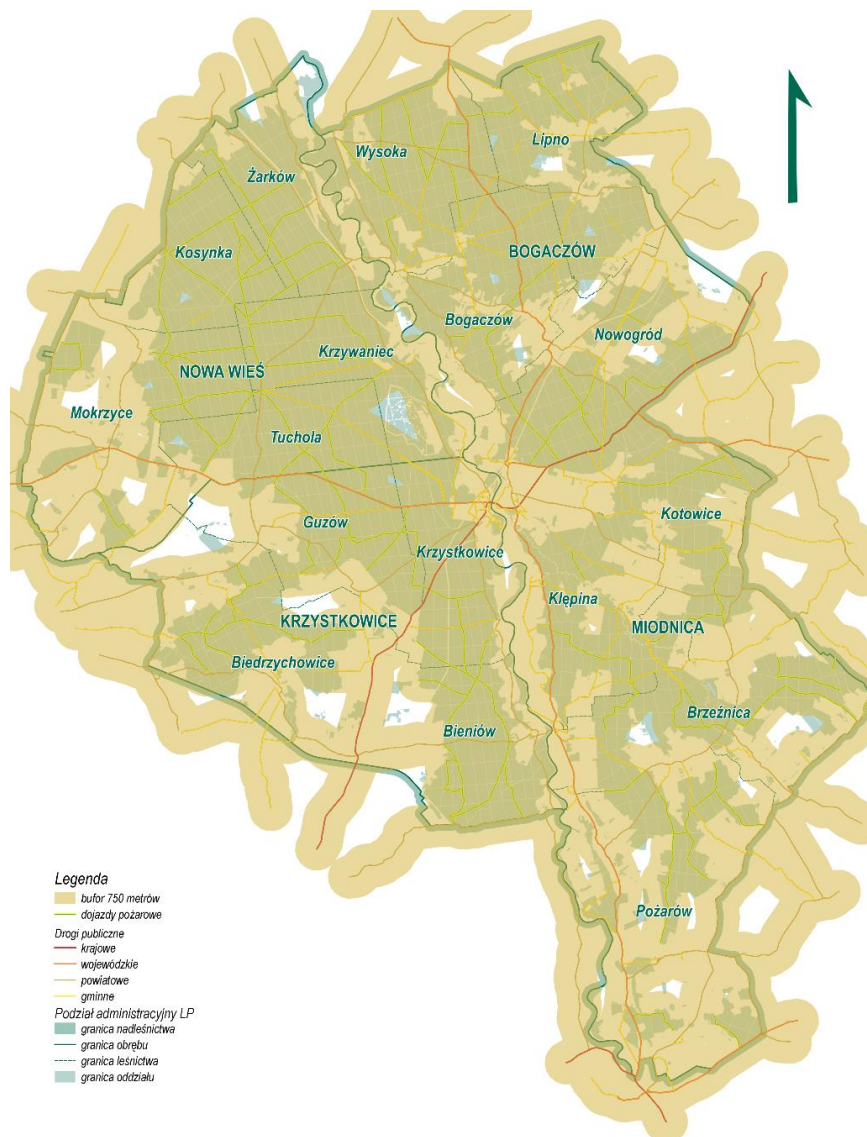 Lipno
Wysoka
Żarków
Kosynka
BOGACZÓW
Bogaczów
Nowogród
Krzywaniec
NOWA WIEŚ
Mokrzyce
Tuchola
Kotowice
Guzów
Krzystkowice
Klępina
KRZYSTKOWICE
MIODNICA
Biedrzychowice
Brzeźnica
Bieniów
Pożarów
Legenda
bufor 750 metrów
dojazdy pożarowe
Drogi publiczne
krajowe
wojewódzkie
powiatowe
gminne
Podział administracyjny LP
granica nadleśnictwa
granica obrębu
granica leśnictwa
granica oddziału